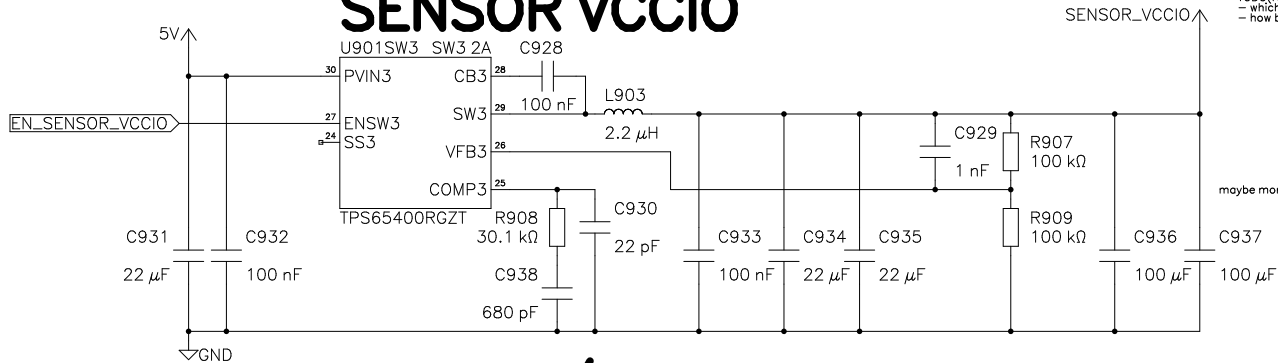 SENSOR VCCIO
SENSOR_VCCIO
– which
– how b
5V
U901SW3 SW3 2A
C928
100 nF
30 PVIN3
CB3 28
27 ENSW3
SW3 29
24 SS3
VFB3 26
COMP3 25
TPS65400RGZT
EN_SENSOR_VCCIO
L903
2.2 µH
C929
1 nF
R907
100 kΩ
maybe mor
R908
30.1 kΩ
C930
22 pF
R909
100 kΩ
C931
22 µF
C932
100 nF
C938
680 pF
C933
100 nF
C934
22 µF
C935
22 µF
C936
100 µF
C937
100 µF
GND